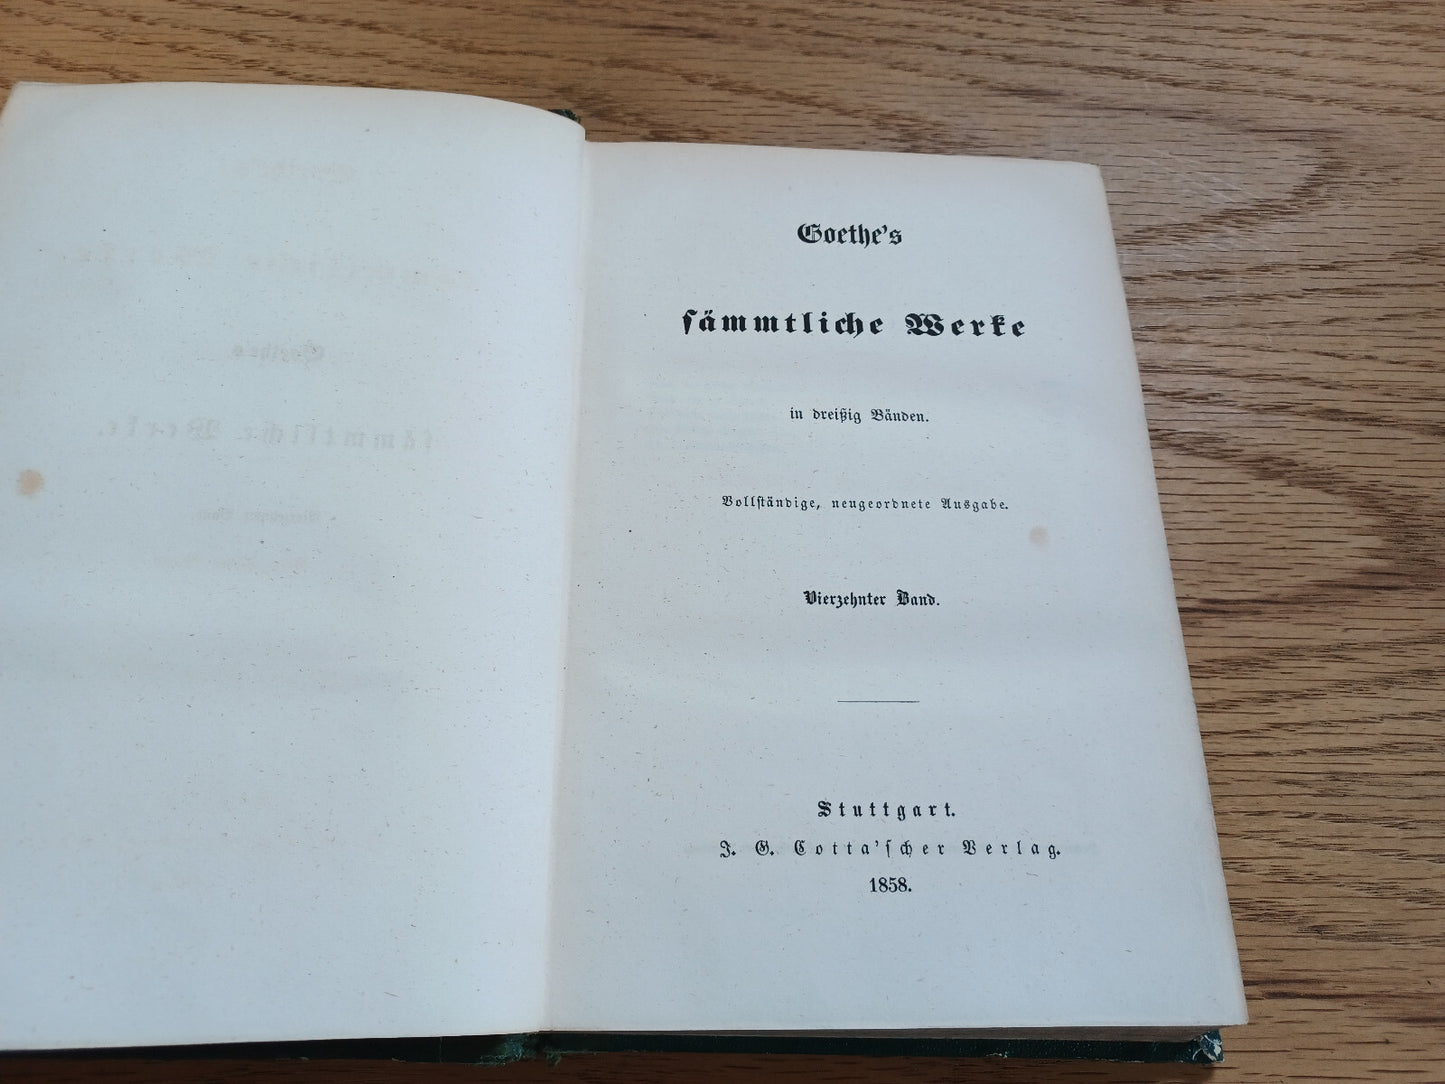 Goethe's
sämmtliche Werke
in dreißig Bänden.
Vollständige, neugeordnete Ausgabe.
Vierzehnter Band.
Stuttgart.
J. G. Cotta'scher Verlag.
1858.